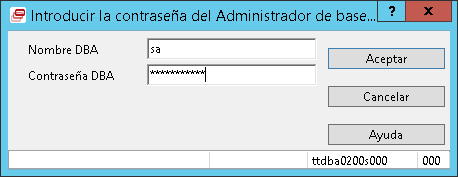 Introducir la contraseña del Administrador de base...
? x
Nombre DBA
sa
Aceptar
Contraseña DBA
***********
Cancelar
Ayuda
ttdba0200s000 000